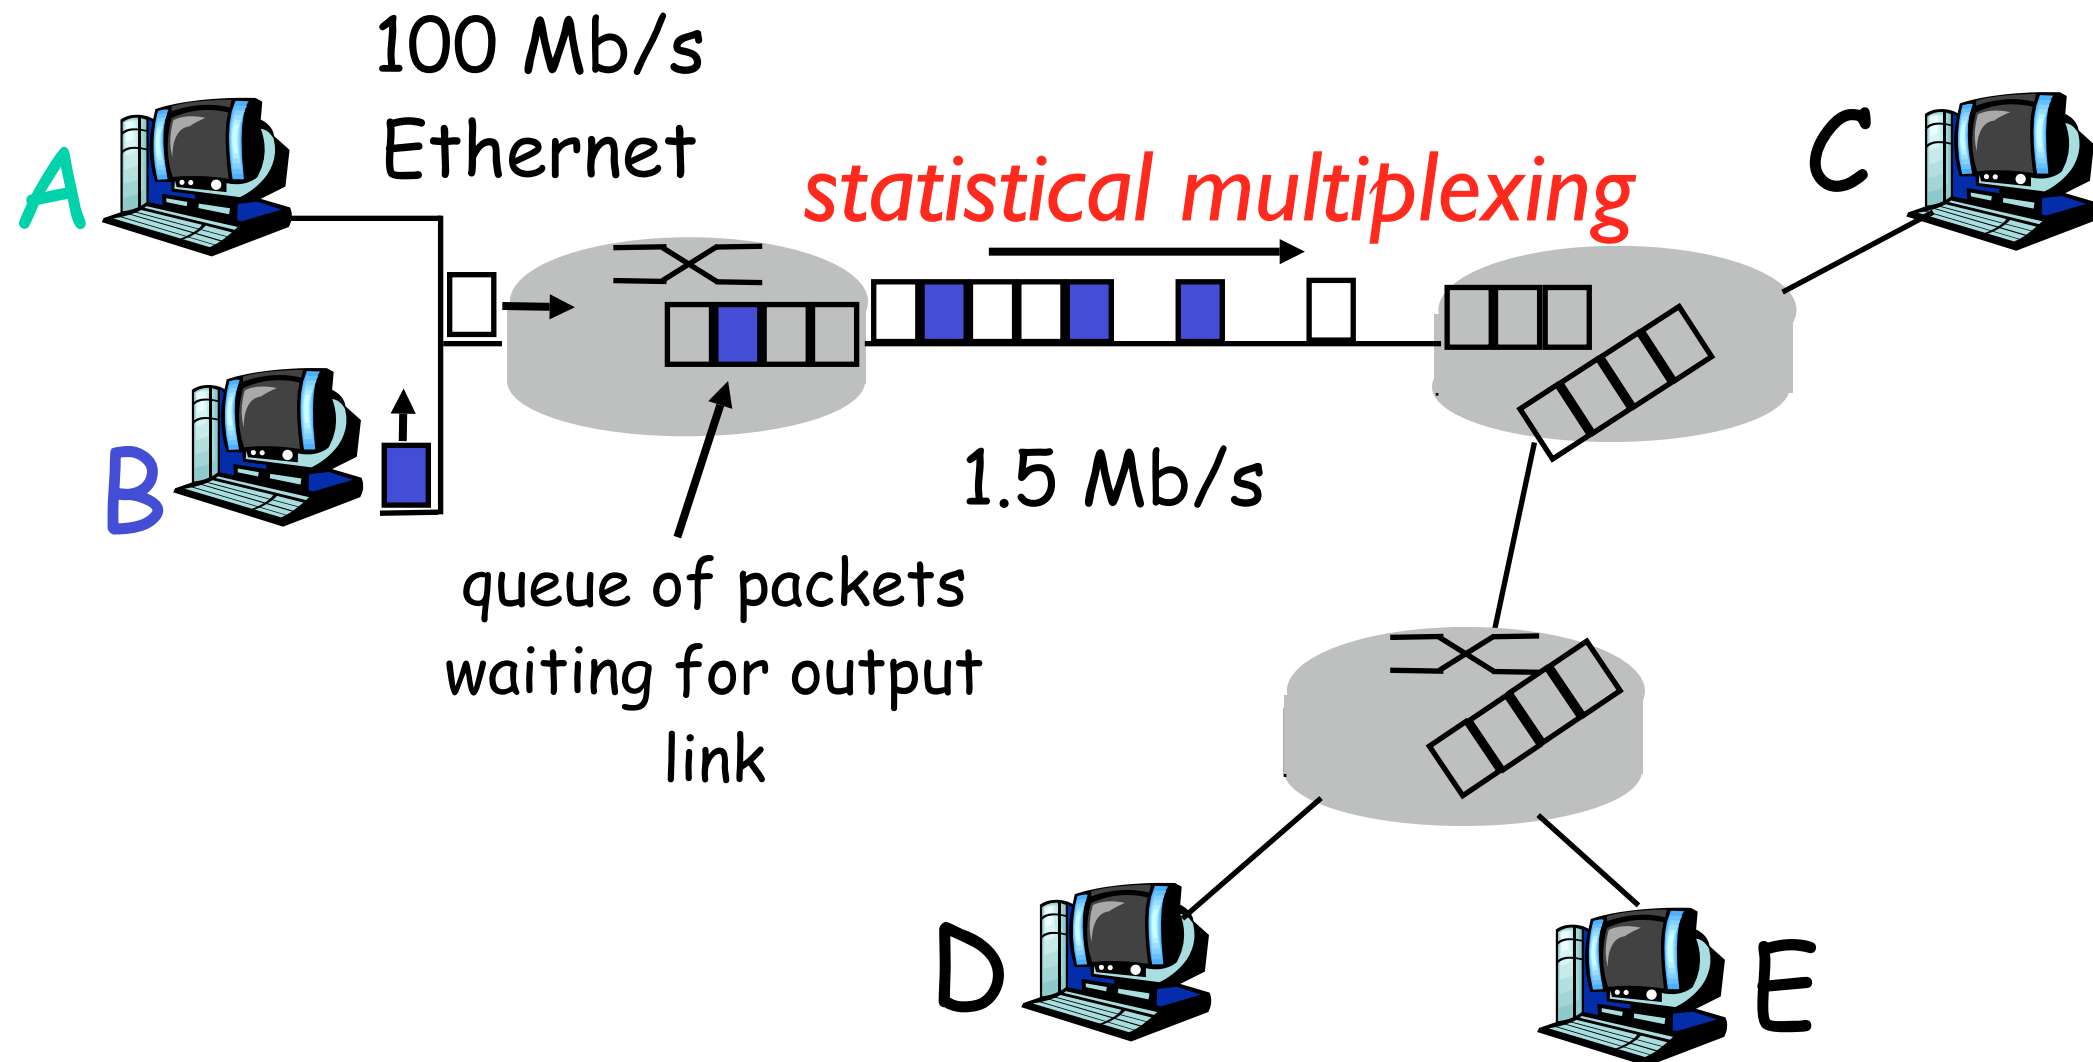 100 Mb/s
Ethernet
statistical multiplexing
A
C
B
1.5 Mb/s
queue of packets
waiting for output
link
D
E